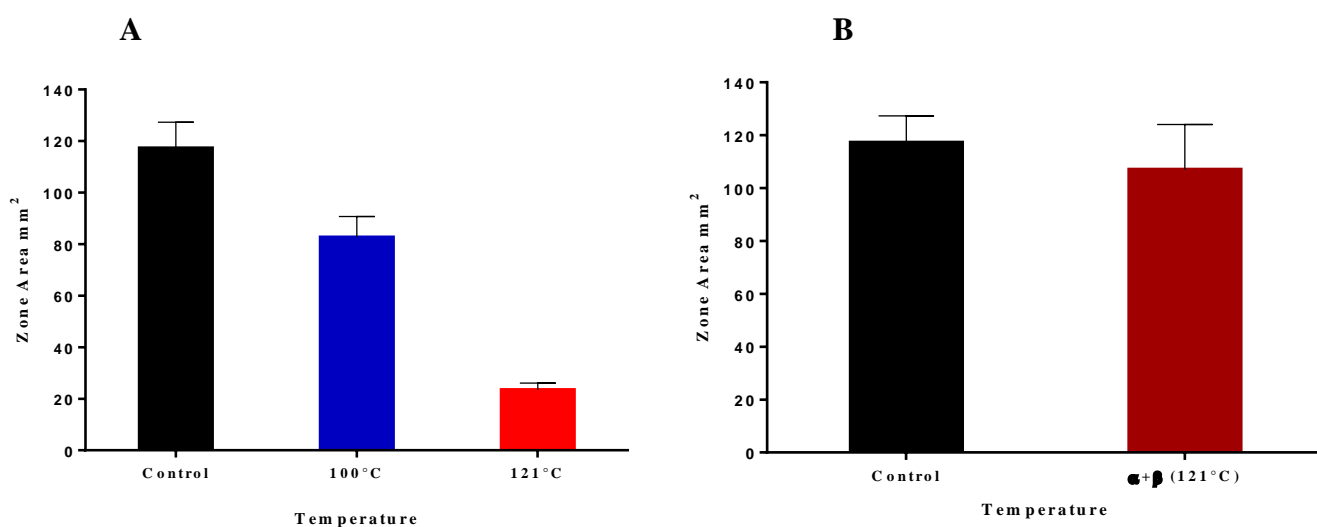 A
140
120
100
80
60
40
20
0
Zone Area mm²
Control 100°C 121°C
Temperature
B
140
120
100
80
60
40
20
0
Zone Area mm²
Control α+β (121°C)
Temperature